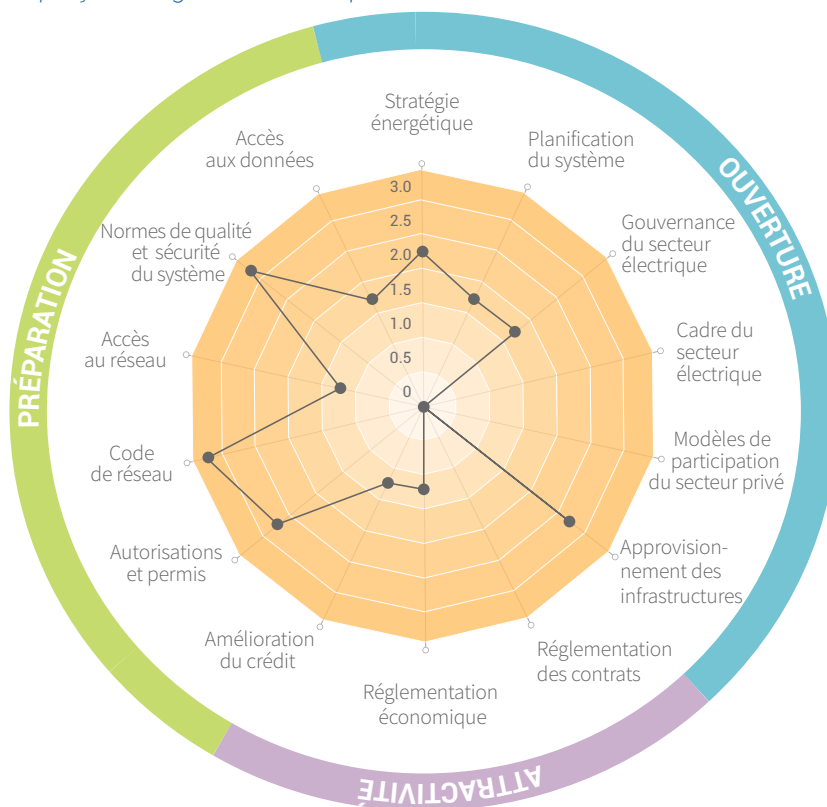 Stratégie
énergétique
Planification
du système
Gouvernance
du secteur
électrique
Cadre du
secteur
électrique
Modèles de
participation
du secteur privé
Approvision-
nement des
infrastructures
Réglementation
des contrats
Réglementation
économique
Amélioration
du crédit
Autorisations
et permis
Code
de réseau
Accès
au réseau
Normes de qualité
et sécurité
du système
Accès
aux données
3.0
2.5
2.0
1.5
1.0
0.5
0
OUVERTURE
ATTRACTIVITÉ
PRÉPARATION